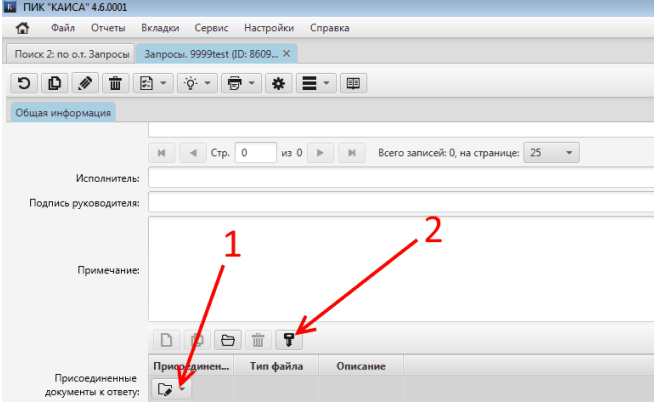 ПИК "КАИСА" 4.6.0001
Файл Отчеты Вкладки Сервис Настройки Справка
Поиск 2: по о.т. Запросы Запросы. 9999test (ID: 8609...
Общая информация
Стр. 0 из 0 Всего записей: 0, на странице: 25
Исполнитель:
Подпись руководителя:
1
2
Примечание:
Присоединен... Тип файла Описание
Присоединенные
документы к ответу: